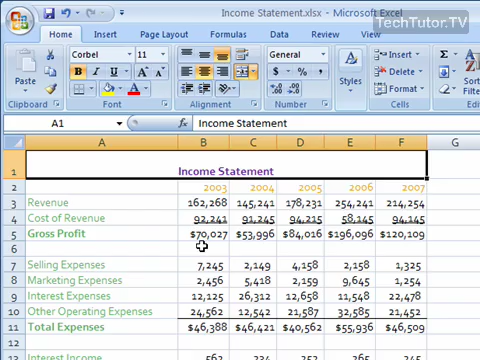 Income Statement.xlsx - Microsoft Excel
TechTutor.TV
Home Insert Page Layout Formulas Data
Paste
Clipboard
Corbel 11
B I U
A A
Font
Alignment
General
$ % ,
Number
Styles
Insert
Delete
Format
Cells
Sort
Filter
A1 Income Statement
A B C D E F G
1 Income Statement
2 2003 2004 2005 2006 2007
3 Revenue 162,268 145,241 178,231 254,241 214,254
4 Cost of Revenue 92,241 91,245 94,215 58,145 94,145
5 Gross Profit $70,027 $53,996 $84,016 $196,096 $120,109
6
7 Selling Expenses 7,245 2,149 4,158 2,158 1,325
8 Marketing Expenses 2,456 5,418 2,159 9,645 1,254
9 Interest Expenses 12,125 26,312 12,658 11,548 22,478
10 Other Operating Expenses 24,562 12,542 21,587 32,585 21,452
11 Total Expenses $46,388 $46,421 $40,562 $55,936 $46,509
12
Interest Income 562 234 252 265 245